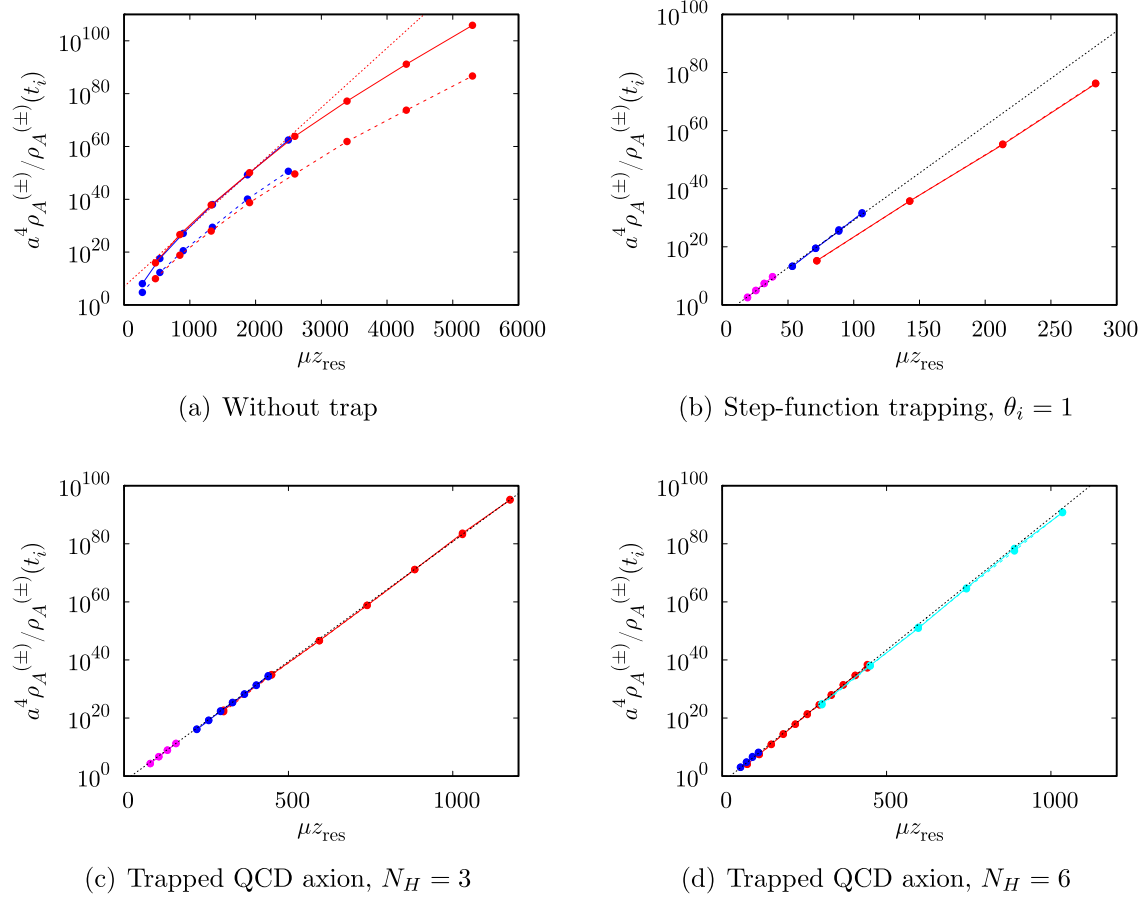 10^100
10^80
10^60
10^40
10^20
10^0
0 1000 2000 3000 4000 5000 6000
a^4 ρ_A^(±)/ρ_A^(±)(t_i)
μz_res
(a) Without trap
10^100
10^80
10^60
10^40
10^20
10^0
0 50 100 150 200 250 300
a^4 ρ_A^(±)/ρ_A^(±)(t_i)
μz_res
(b) Step-function trapping, θ_i = 1
10^100
10^80
10^60
10^40
10^20
10^0
0 500 1000
a^4 ρ_A^(±)/ρ_A^(±)(t_i)
μz_res
(c) Trapped QCD axion, N_H = 3
10^100
10^80
10^60
10^40
10^20
10^0
0 500 1000
a^4 ρ_A^(±)/ρ_A^(±)(t_i)
μz_res
(d) Trapped QCD axion, N_H = 6